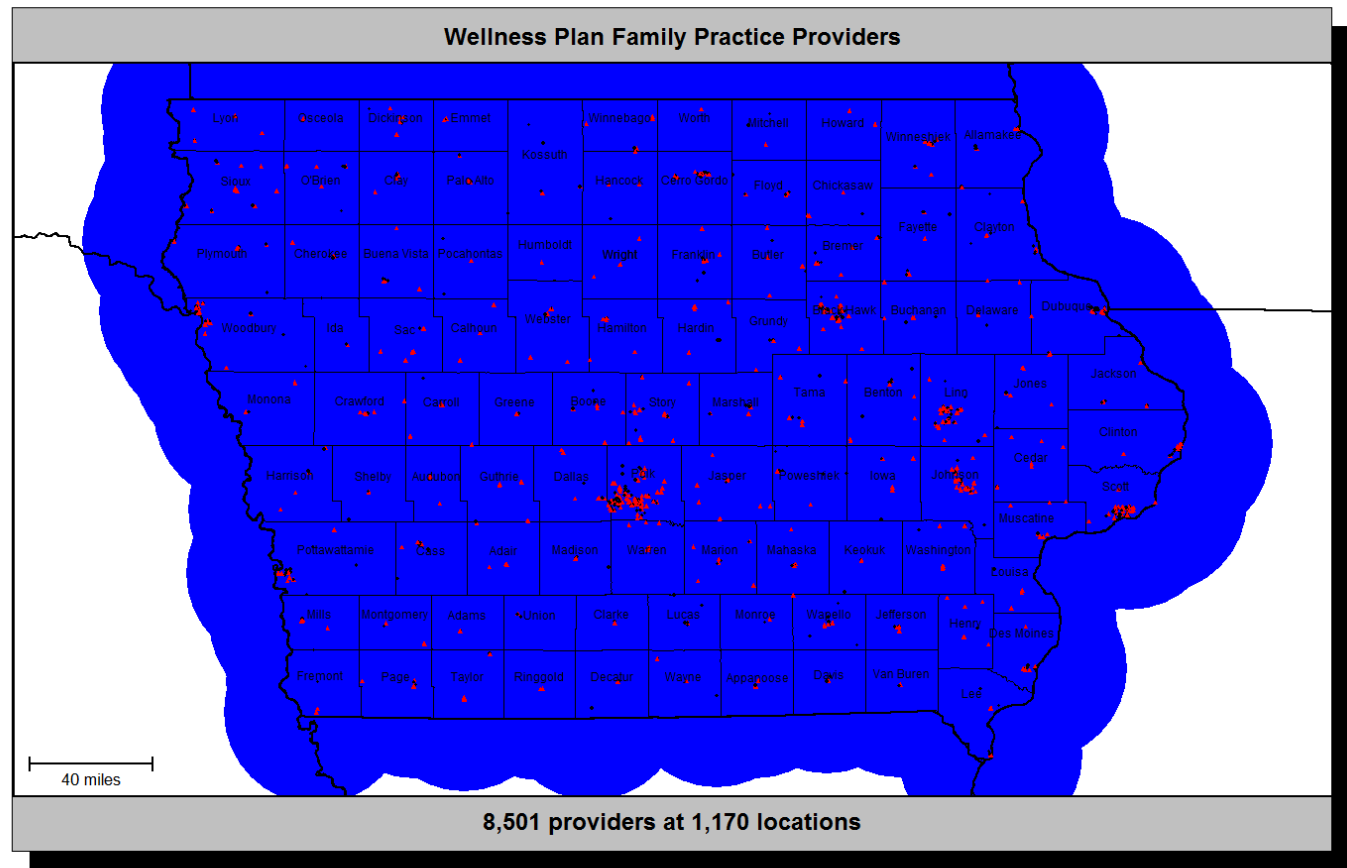 Wellness Plan Family Practice Providers
Lyon Osceola Dickinson Emmet Winnebago Worth Mitchell Howard Winneshiek Allamakee
Kossuth
Sioux O'Brien Clay Palo Alto Hancock Cerro Gordo Floyd Chickasaw
Fayette Clayton
Plymouth Cherokee Buena Vista Pocahontas Humboldt Wright Franklin Butler Bremer
Woodbury Ida Sac Calhoun Webster Hamilton Hardin Grundy Black Hawk Buchanan Delaware Dubuque
Monona Crawford Carroll Greene Boone Story Marshall Tama Benton Linn Jones Jackson
Clinton
Harrison Shelby Audubon Guthrie Dallas Polk Jasper Poweshiek Iowa Johnson Cedar
Scott
Muscatine
Pottawattamie Cass Adair Madison Warren Marion Mahaska Keokuk Washington
Louisa
Mills Montgomery Adams Union Clarke Lucas Monroe Wapello Jefferson Henry Des Moines
Fremont Page Taylor Ringgold Decatur Wayne Appanoose Davis Van Buren Lee
40 miles
8,501 providers at 1,170 locations